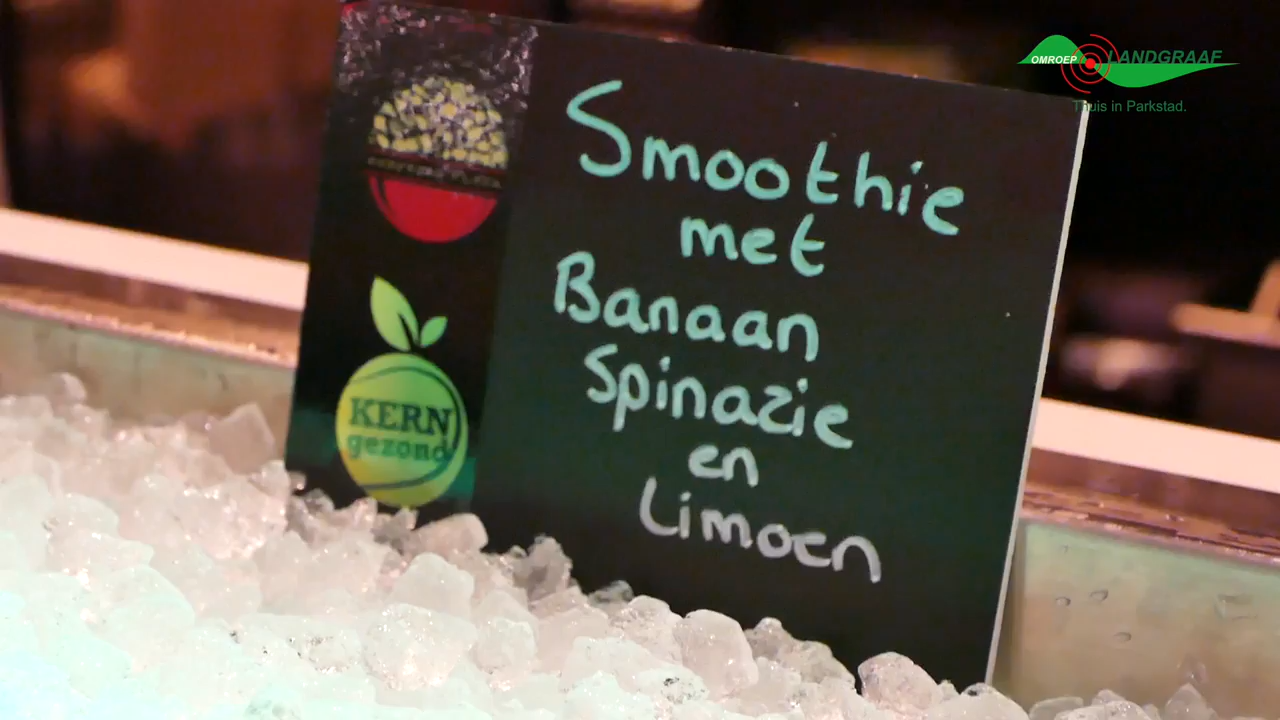 OMROEP LANDGRAAF
Thuis in Parkstad.
Smoothie
met
Banaan
Spinazie
en
Limoen
KERN
gezond